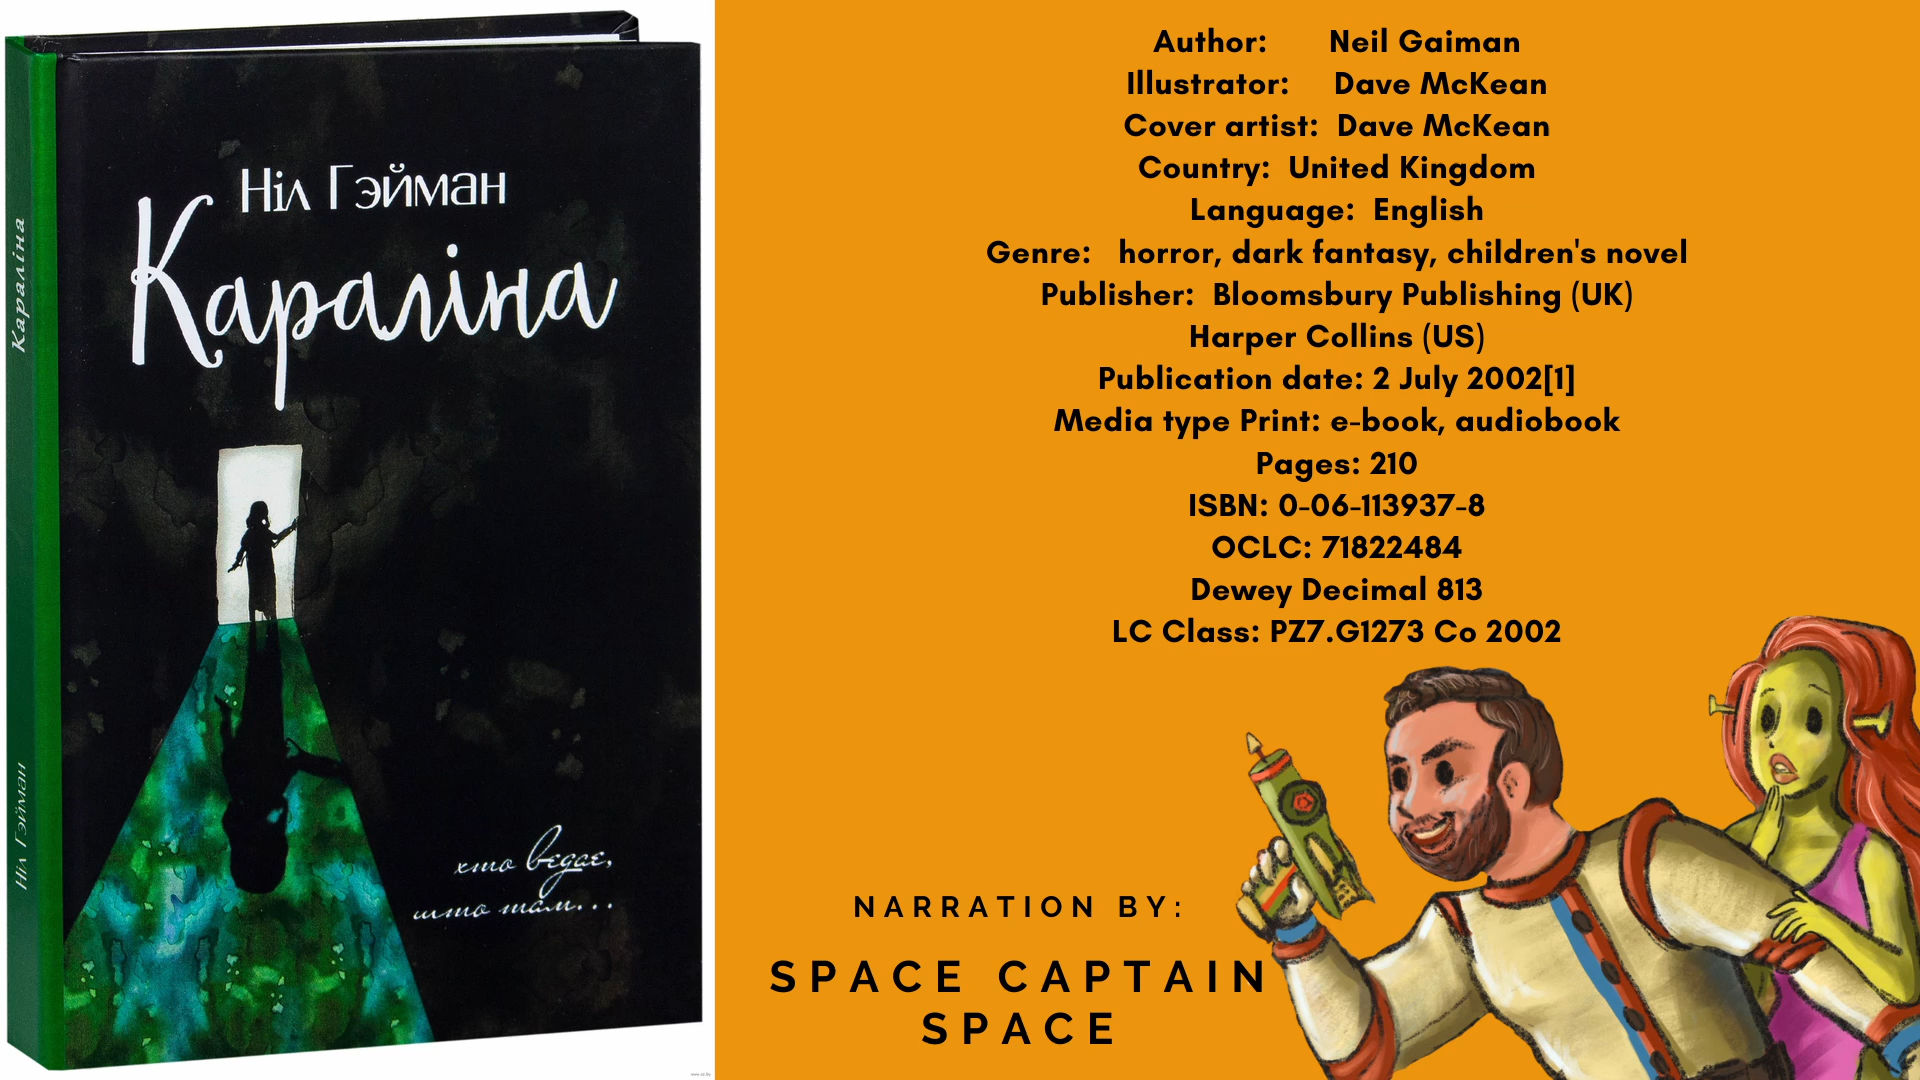 Ніл Гэйман
Караліна
хто ведае,
што там...
Караліна
Ніл Гэйман
Author: Neil Gaiman
Illustrator: Dave McKean
Cover artist: Dave McKean
Country: United Kingdom
Language: English
Genre: horror, dark fantasy, children's novel
Publisher: Bloomsbury Publishing (UK)
Harper Collins (US)
Publication date: 2 July 2002[1]
Media type Print: e-book, audiobook
Pages: 210
ISBN: 0-06-113937-8
OCLC: 71822484
Dewey Decimal 813
LC Class: PZ7.G1273 Co 2002
NARRATION BY:
SPACE CAPTAIN
SPACE